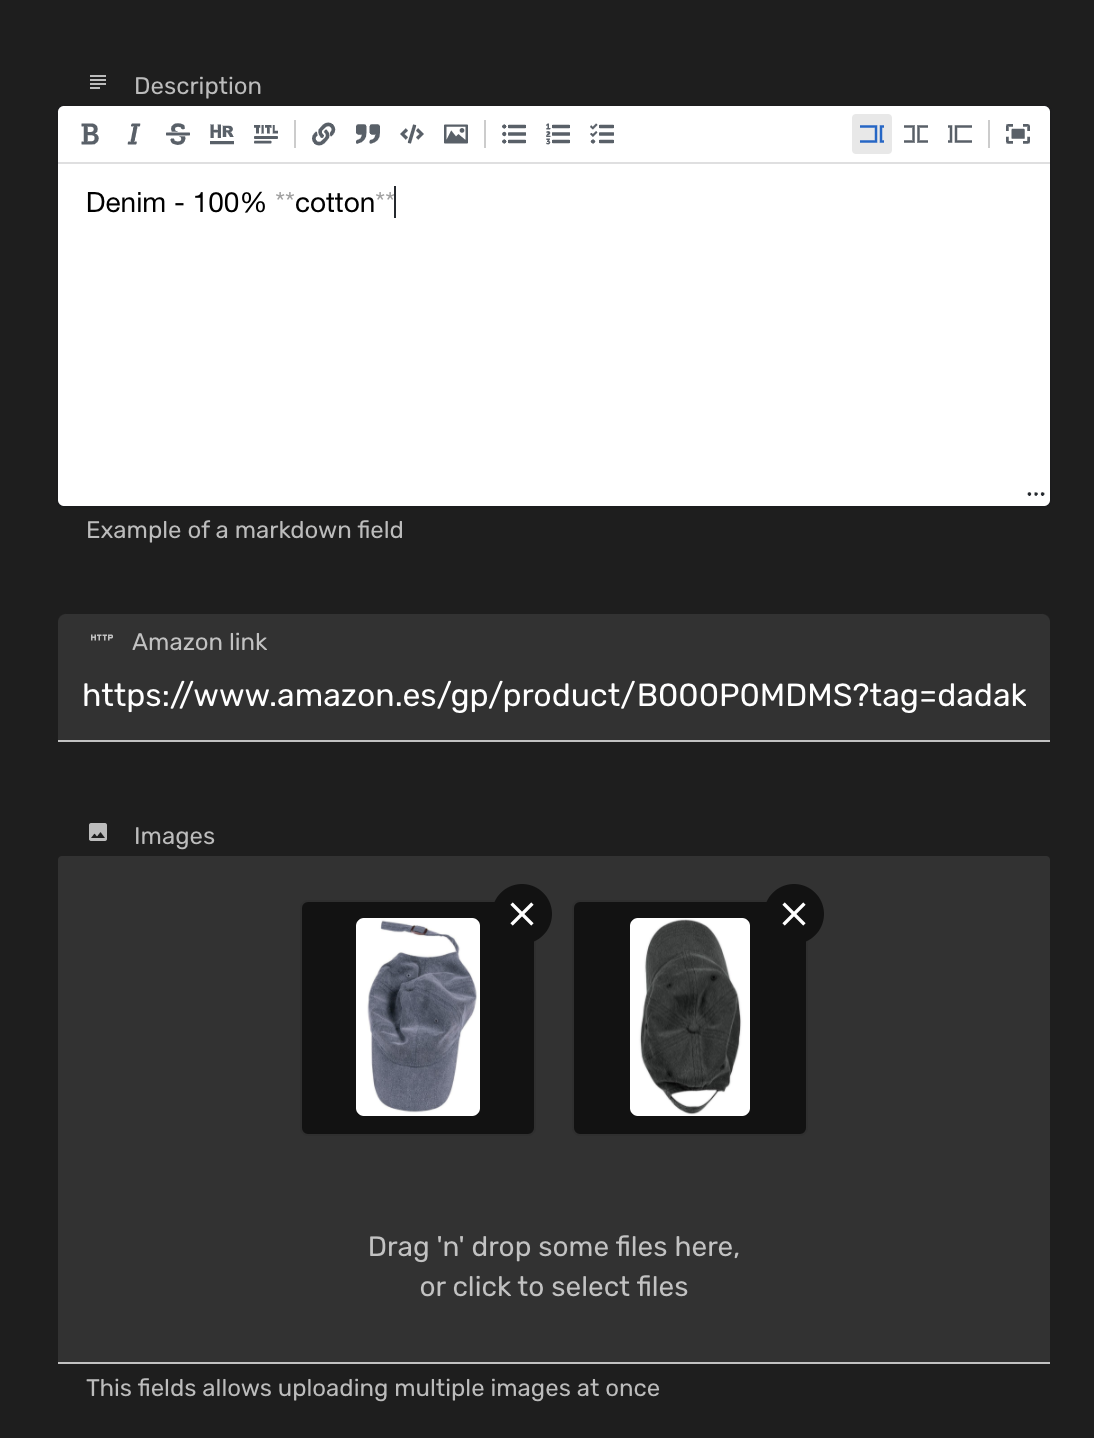 Description
B I S HR TITL
Denim - 100% **cotton**
Example of a markdown field
HTTP Amazon link
https://www.amazon.es/gp/product/B000P0MDMS?tag=dadak
Images
Drag 'n' drop some files here,
or click to select files
This fields allows uploading multiple images at once